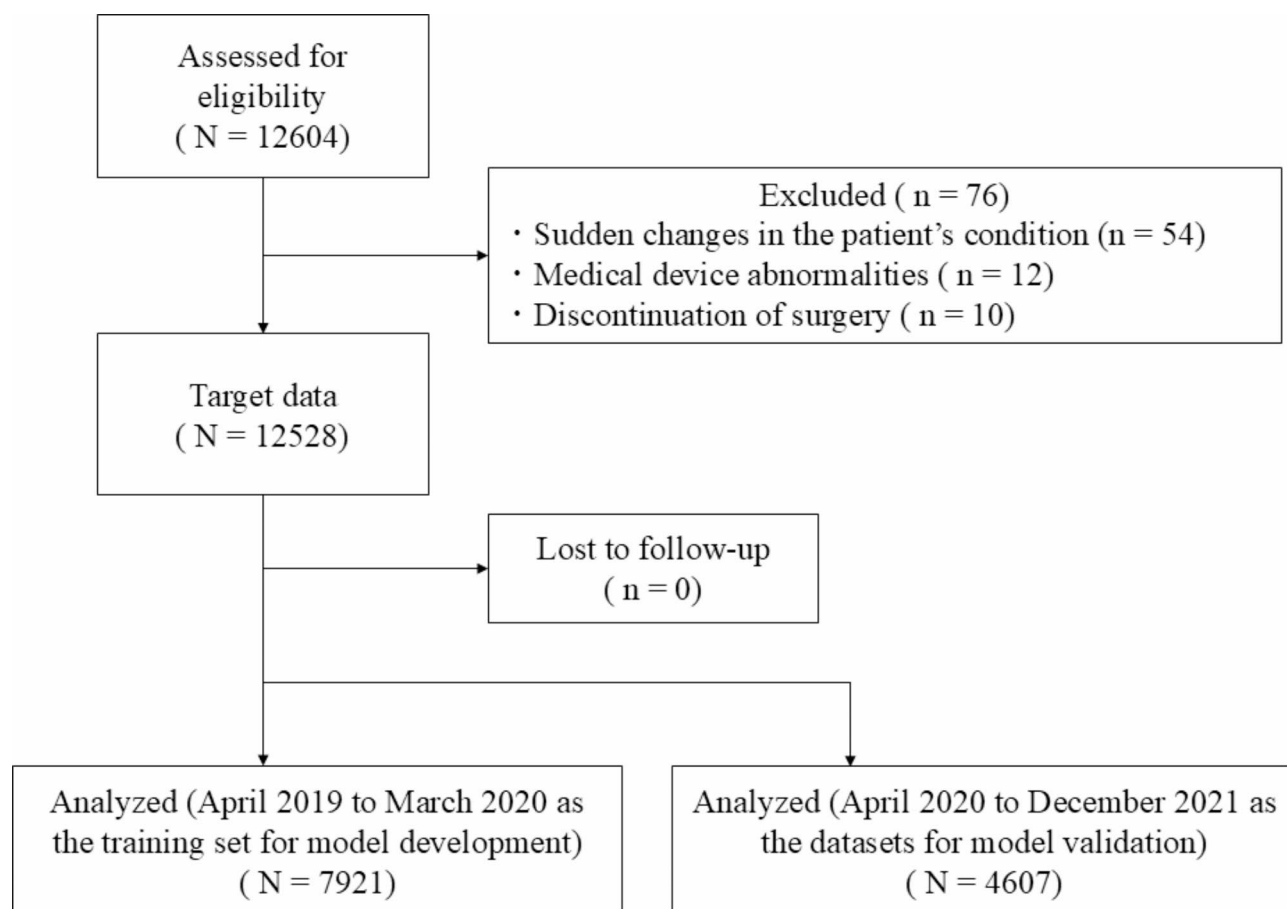 Assessed for
eligibility
( N = 12604)
Excluded ( n = 76)
・Sudden changes in the patient's condition (n = 54)
・Medical device abnormalities ( n = 12)
・Discontinuation of surgery ( n = 10)
Target data
( N = 12528)
Lost to follow-up
( n = 0)
Analyzed (April 2019 to March 2020 as
the training set for model development)
( N = 7921)
Analyzed (April 2020 to December 2021 as
the datasets for model validation)
( N = 4607)